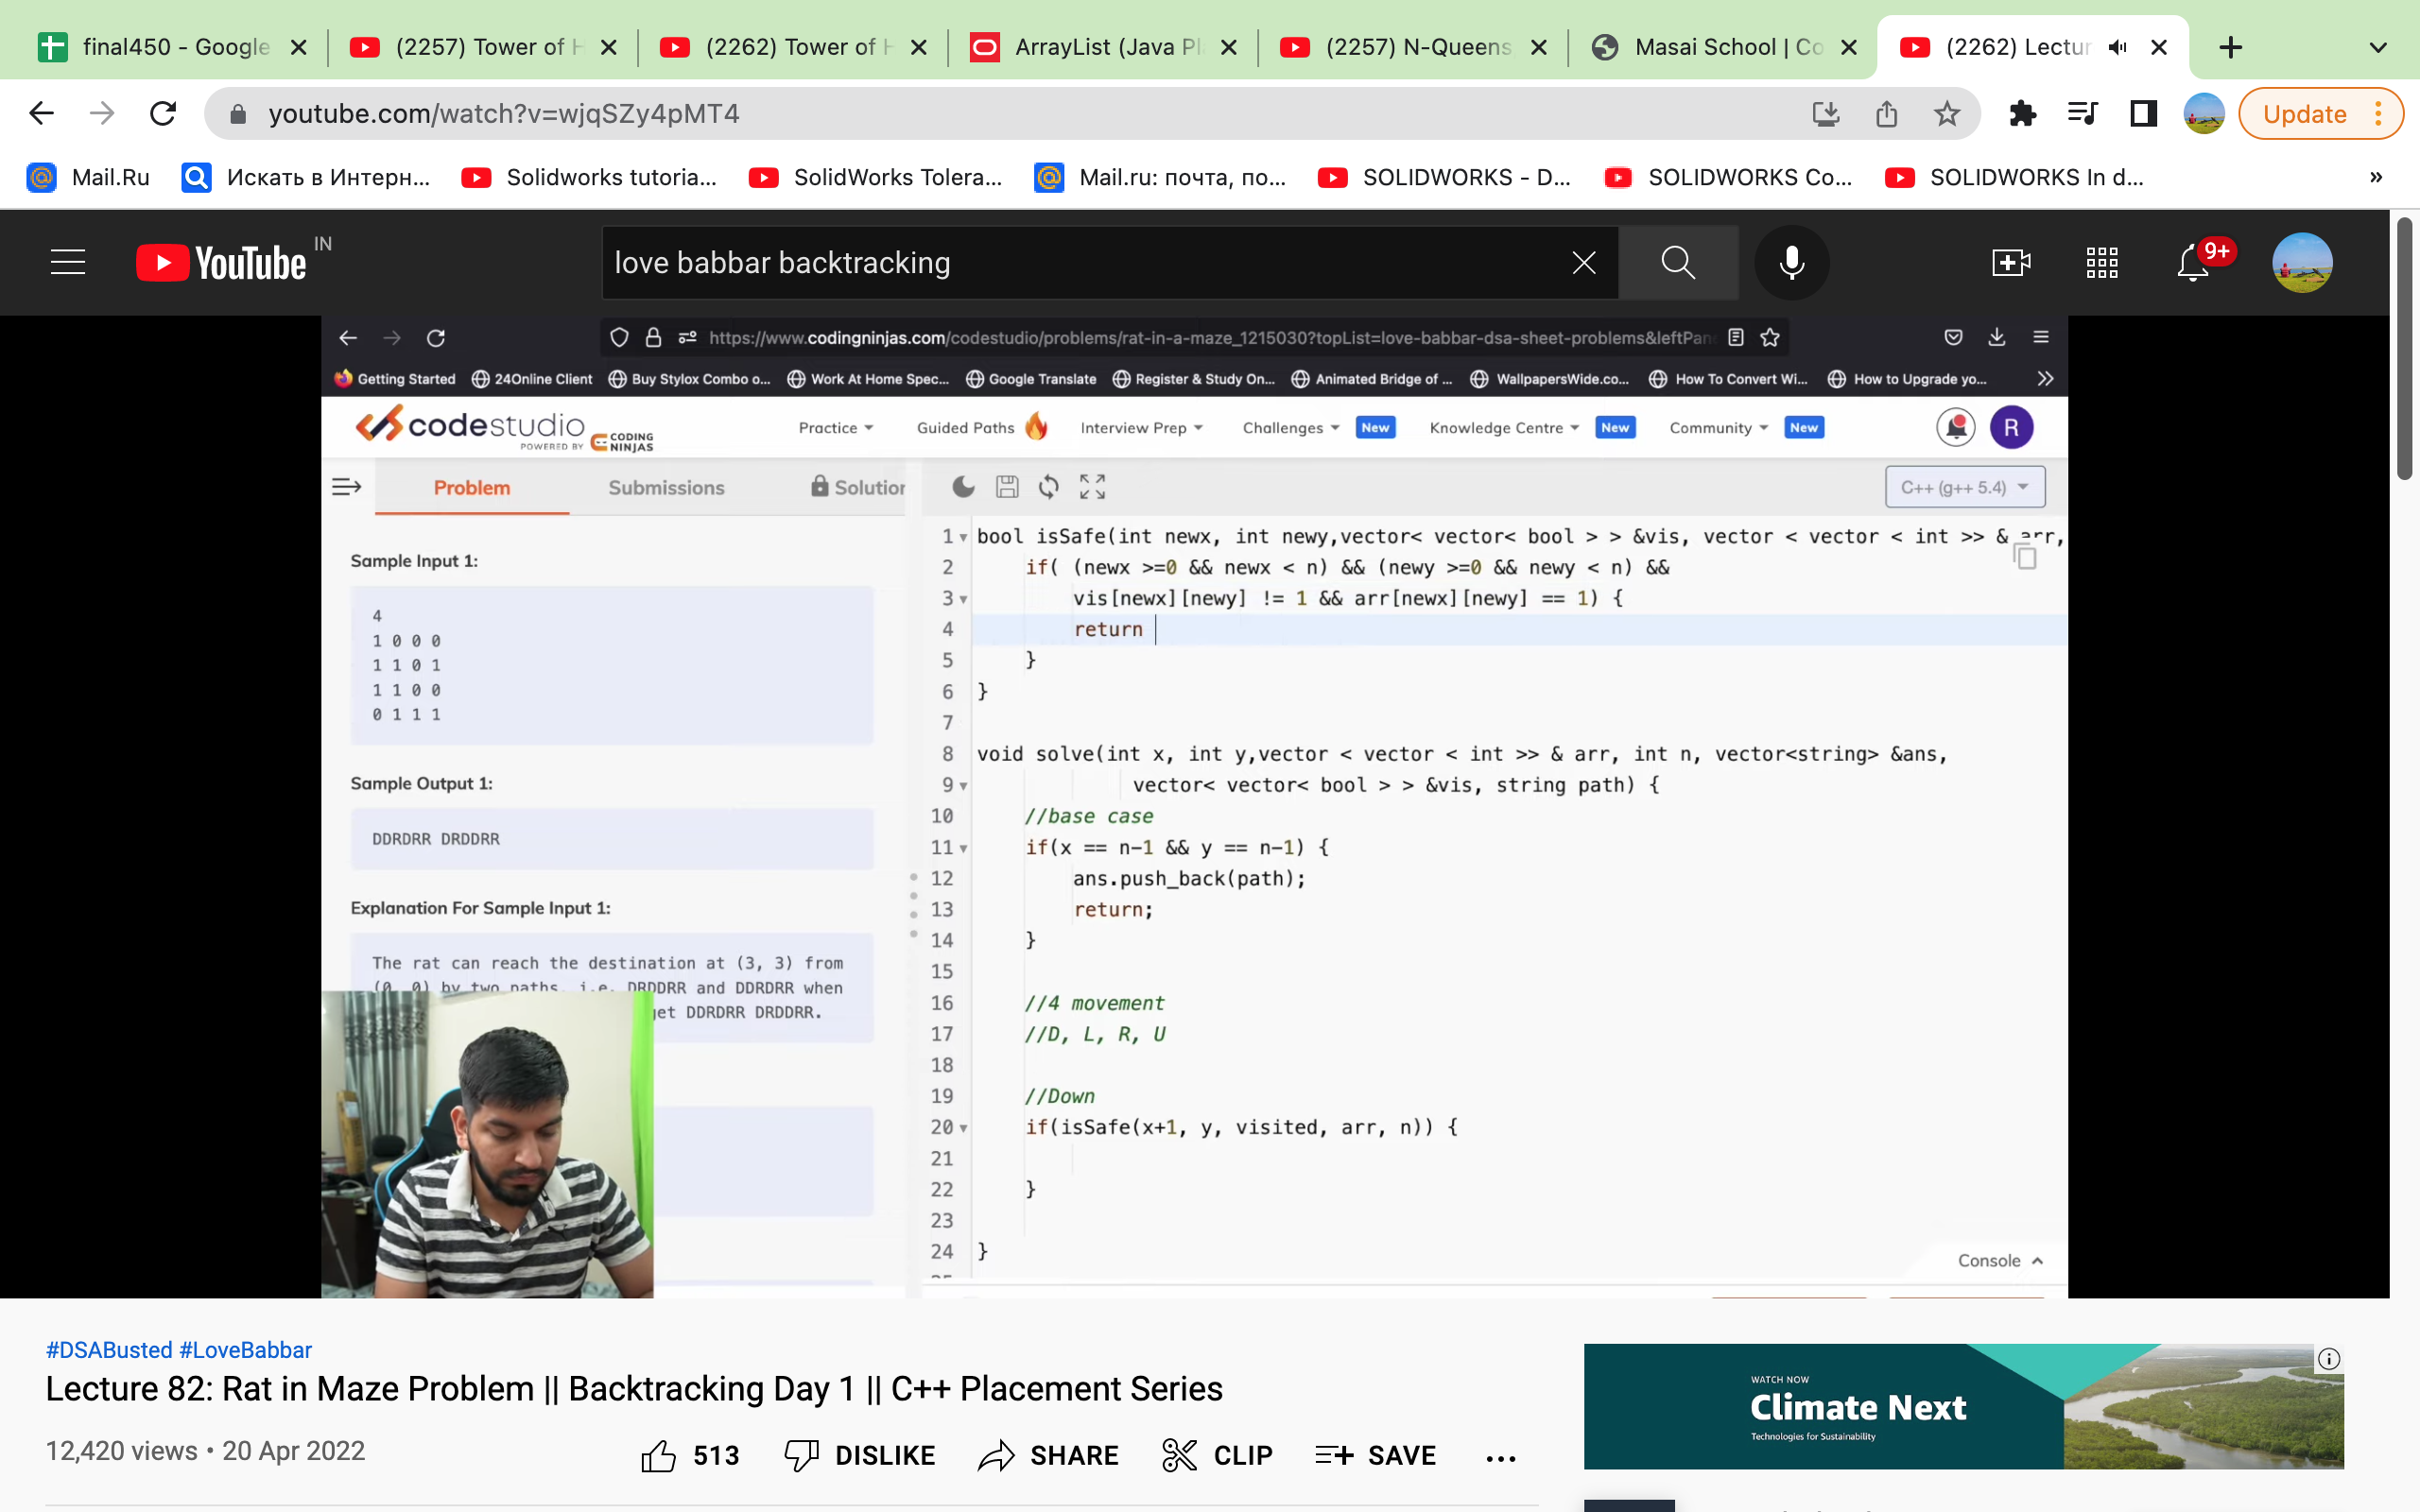 final450 - Google
(2257) Tower of H
(2262) Tower of H
ArrayList (Java Pl
(2257) N-Queens
Masai School | Co
(2262) Lectur
youtube.com/watch?v=wjqSZy4pMT4
Update
Mail.Ru
Искать в Интерн...
Solidworks tutoria...
SolidWorks Tolera...
Mail.ru: почта, по...
SOLIDWORKS - D...
SOLIDWORKS Co...
SOLIDWORKS In d...
»
YouTube IN
love babbar backtracking
9+
https://www.codingninjas.com/codestudio/problems/rat-in-a-maze_1215030?topList=love-babbar-dsa-sheet-problems&leftPan
Getting Started
24Online Client
Buy Stylox Combo o...
Work At Home Spec...
Google Translate
Register & Study On...
Animated Bridge of ...
WallpapersWide.co...
How To Convert Wi...
How to Upgrade yo...
codestudio
POWERED BY CODING NINJAS
Practice
Guided Paths
Interview Prep
Challenges New
Knowledge Centre New
Community New
R
Problem
Submissions
Solution
C++ (g++ 5.4)
Sample Input 1:
4
1 0 0 0
1 1 0 1
1 1 0 0
0 1 1 1
Sample Output 1:
DDRDRR DRDDRR
Explanation For Sample Input 1:
The rat can reach the destination at (3, 3) from
(0, 0) by two paths, i.e. DRDDRR and DDRDRR when
get DDRDRR DRDDRR.
1 bool isSafe(int newx, int newy,vector< vector< bool > > &vis, vector < vector < int >> & arr,
2 if( (newx >=0 && newx < n) && (newy >=0 && newy < n) &&
3 vis[newx][newy] != 1 && arr[newx][newy] == 1) {
4 return
5 }
6 }
7
8 void solve(int x, int y,vector < vector < int >> & arr, int n, vector<string> &ans,
9 vector< vector< bool > > &vis, string path) {
10 //base case
11 if(x == n-1 && y == n-1) {
12 ans.push_back(path);
13 return;
14 }
15
16 //4 movement
17 //D, L, R, U
18
19 //Down
20 if(isSafe(x+1, y, visited, arr, n)) {
21
22 }
23
24 }
Console
#DSABusted #LoveBabbar
Lecture 82: Rat in Maze Problem || Backtracking Day 1 || C++ Placement Series
12,420 views • 20 Apr 2022
513
DISLIKE
SHARE
CLIP
SAVE
...
WATCH NOW
Climate Next
Technologies for Sustainability